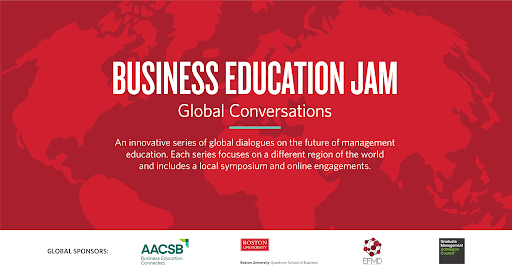 BUSINESS EDUCATION JAM
Global Conversations
An innovative series of global dialogues on the future of management
education. Each series focuses on a different region of the world
and includes a local symposium and online engagements.
GLOBAL SPONSORS:
AACSB
Business Education.
Connected.
BOSTON
UNIVERSITY
Boston University Questrom School of Business
EFMD
Graduate
Management
Admission
Council